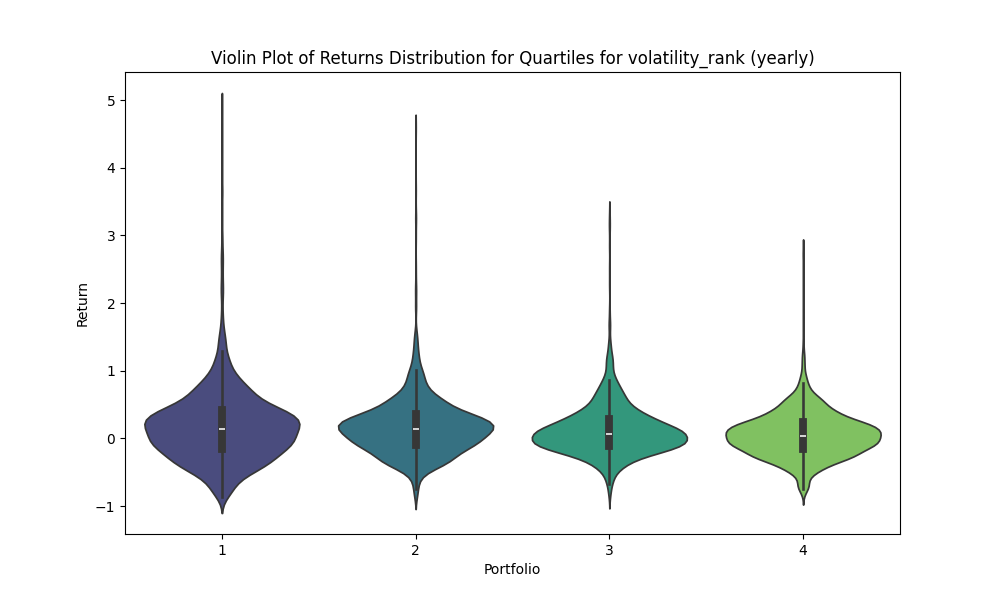 Violin Plot of Returns Distribution for Quartiles for volatility_rank (yearly)
5
4
3
2
1
0
−1
Return
1 2 3 4
Portfolio